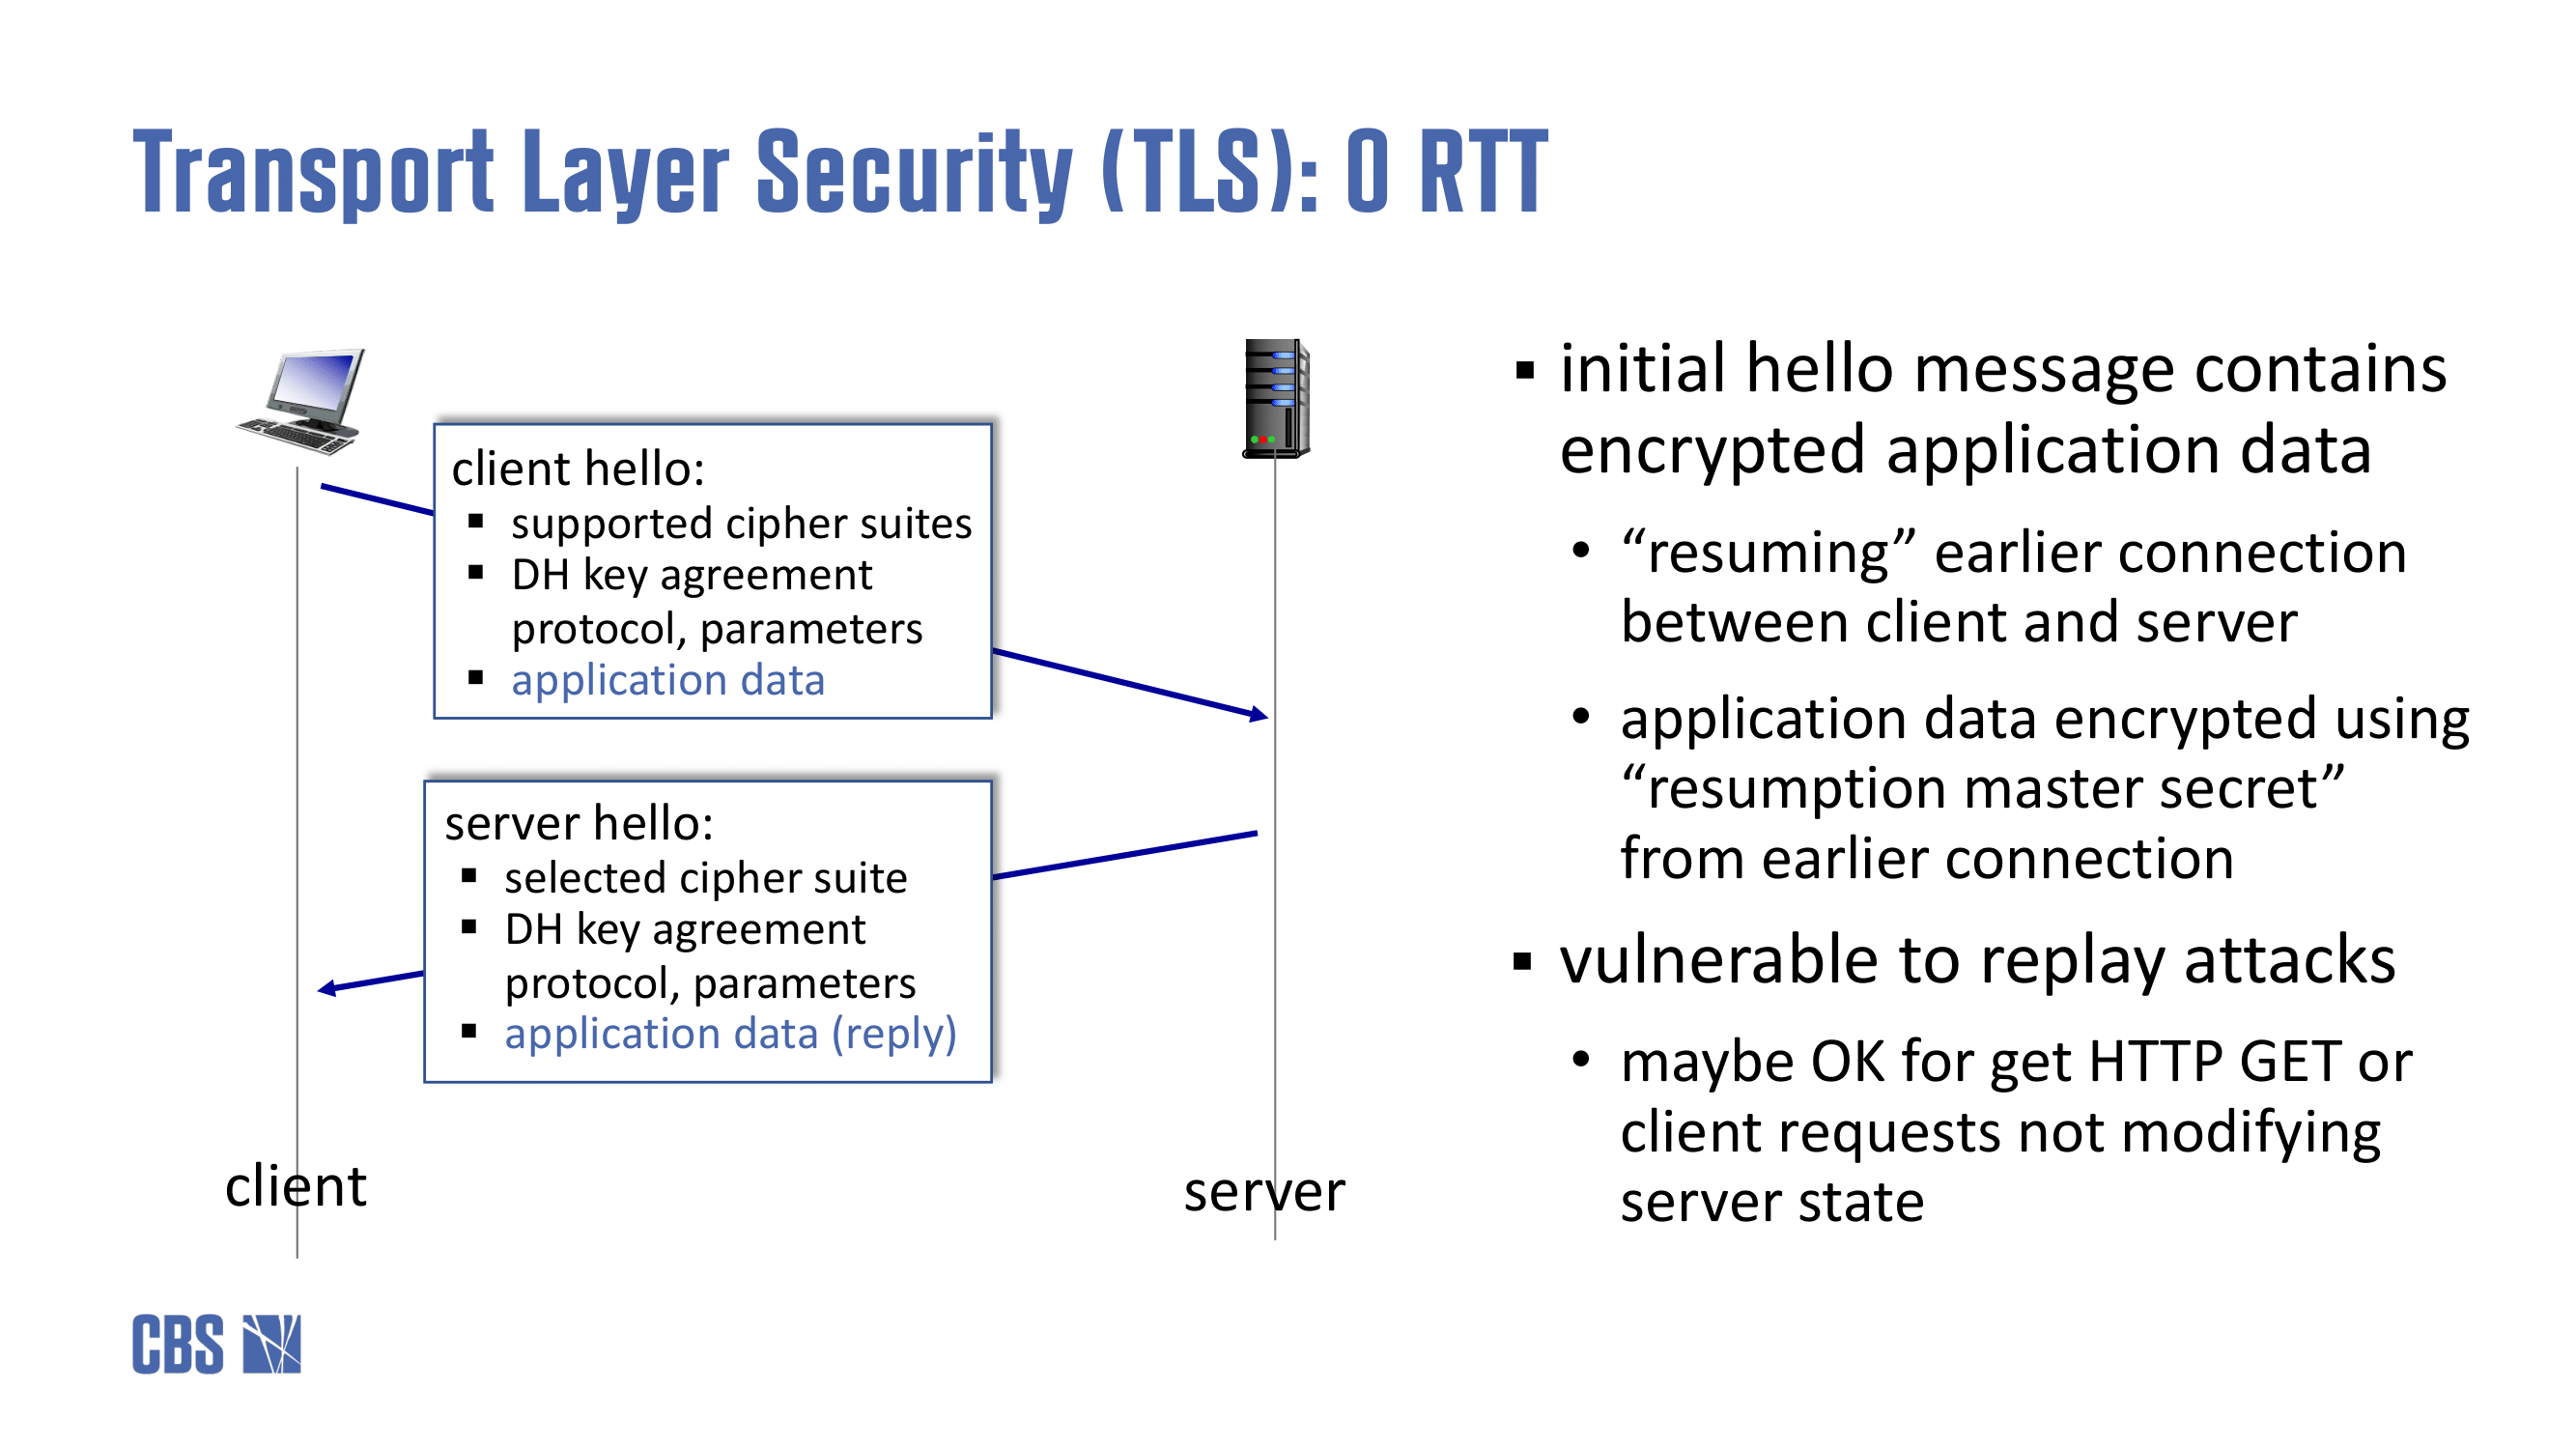 Transport Layer Security (TLS): 0 RTT
client hello:
▪ supported cipher suites
▪ DH key agreement
protocol, parameters
▪ application data
server hello:
▪ selected cipher suite
▪ DH key agreement
protocol, parameters
▪ application data (reply)
client
server
▪ initial hello message contains
encrypted application data
• “resuming” earlier connection
between client and server
• application data encrypted using
“resumption master secret”
from earlier connection
▪ vulnerable to replay attacks
• maybe OK for get HTTP GET or
client requests not modifying
server state
CBS